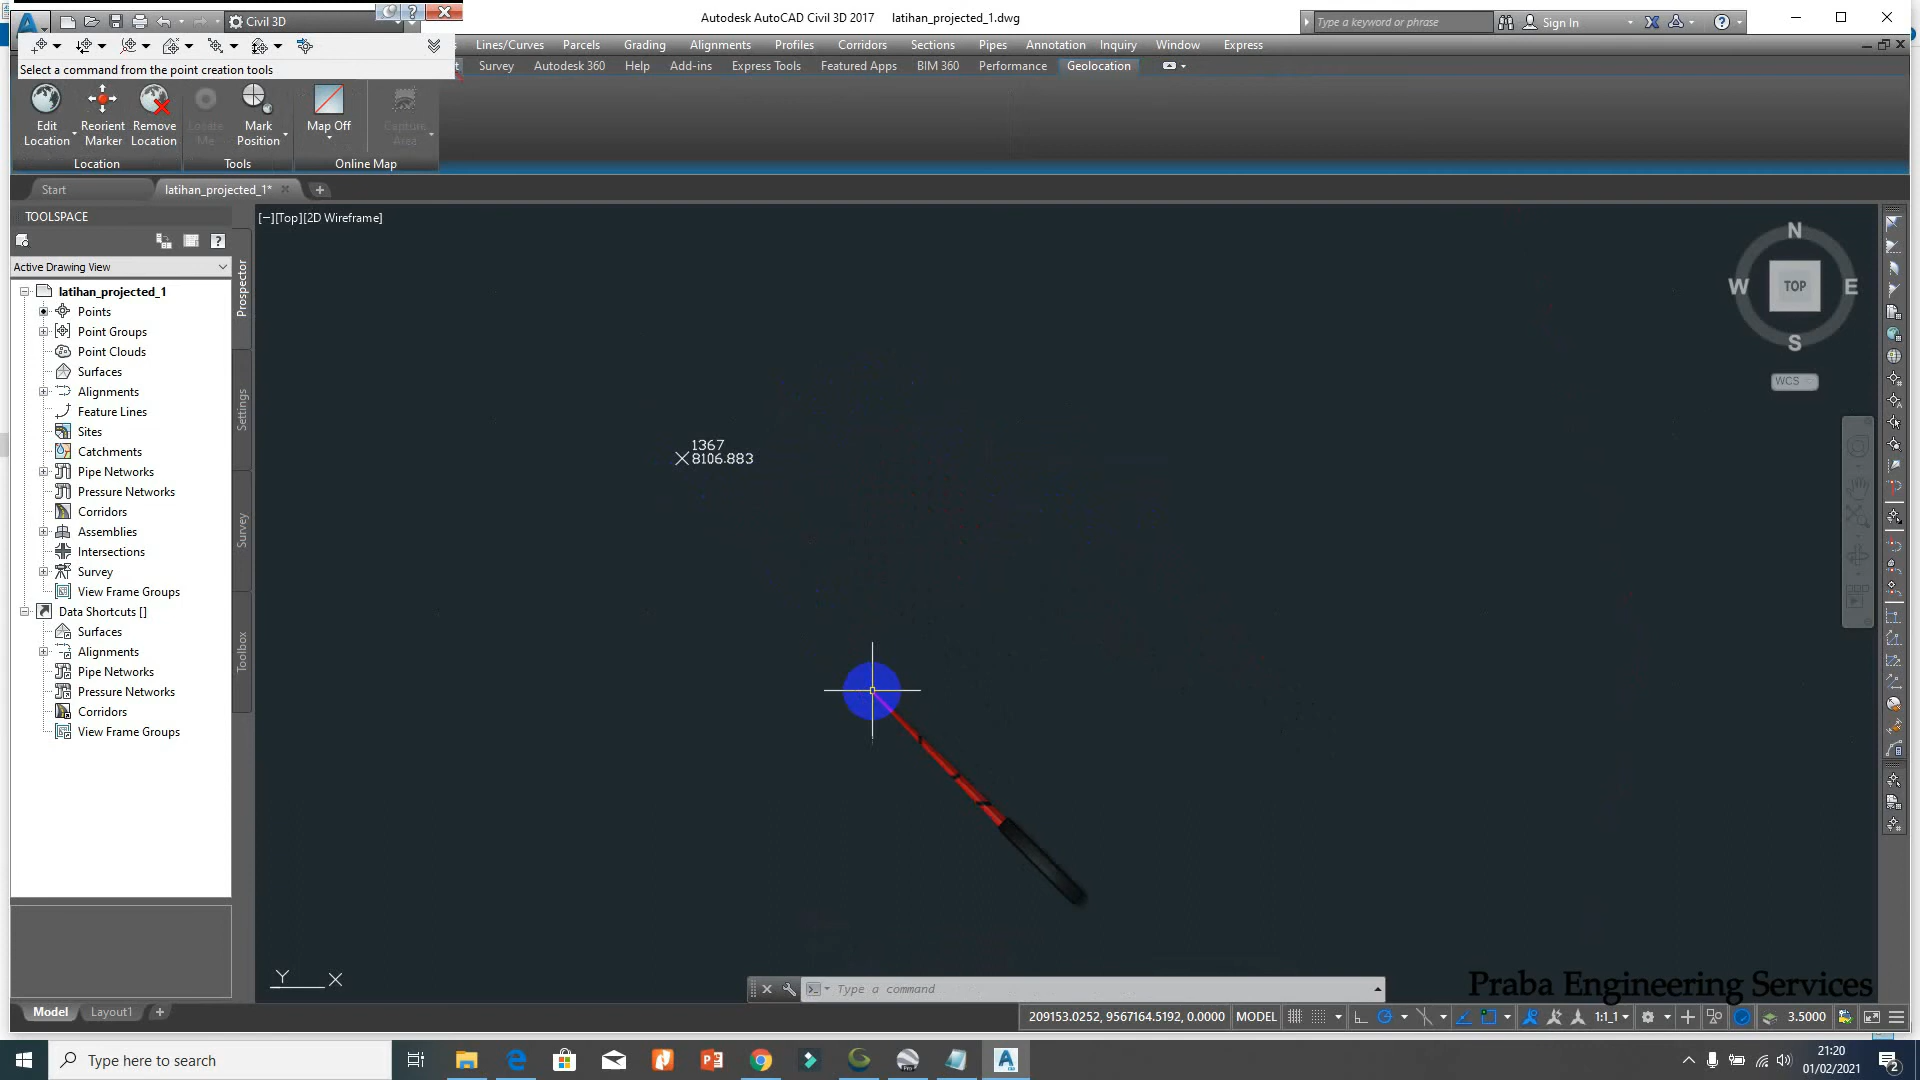 Civil 3D
Autodesk AutoCAD Civil 3D 2017 latihan_projected_1.dwg
Type a keyword or phrase
Sign In
Lines/Curves Parcels Grading Alignments Profiles Corridors Sections Pipes Annotation Inquiry Window Express
Select a command from the point creation tools
Survey Autodesk 360 Help Add-ins Express Tools Featured Apps BIM 360 Performance Geolocation
Edit Location
Reorient Marker
Remove Location
Locate Me
Mark Position
Map Off
Capture Area
Location Tools Online Map
Start latihan_projected_1*
TOOLSPACE
[−][Top][2D Wireframe]
Active Drawing View
Prospector
Settings
Survey
Toolbox
latihan_projected_1
Points
Point Groups
Point Clouds
Surfaces
Alignments
Feature Lines
Sites
Catchments
Pipe Networks
Pressure Networks
Corridors
Assemblies
Intersections
Survey
View Frame Groups
Data Shortcuts []
Surfaces
Alignments
Pipe Networks
Pressure Networks
Corridors
View Frame Groups
N
W TOP E
S
WCS
1367
8106.883
Y X
Type a command
Praba Engineering Services
Model Layout1
209153.0252, 9567164.5192, 0.0000 MODEL
1:1_1
3.5000
Type here to search
21:20
01/02/2021
2